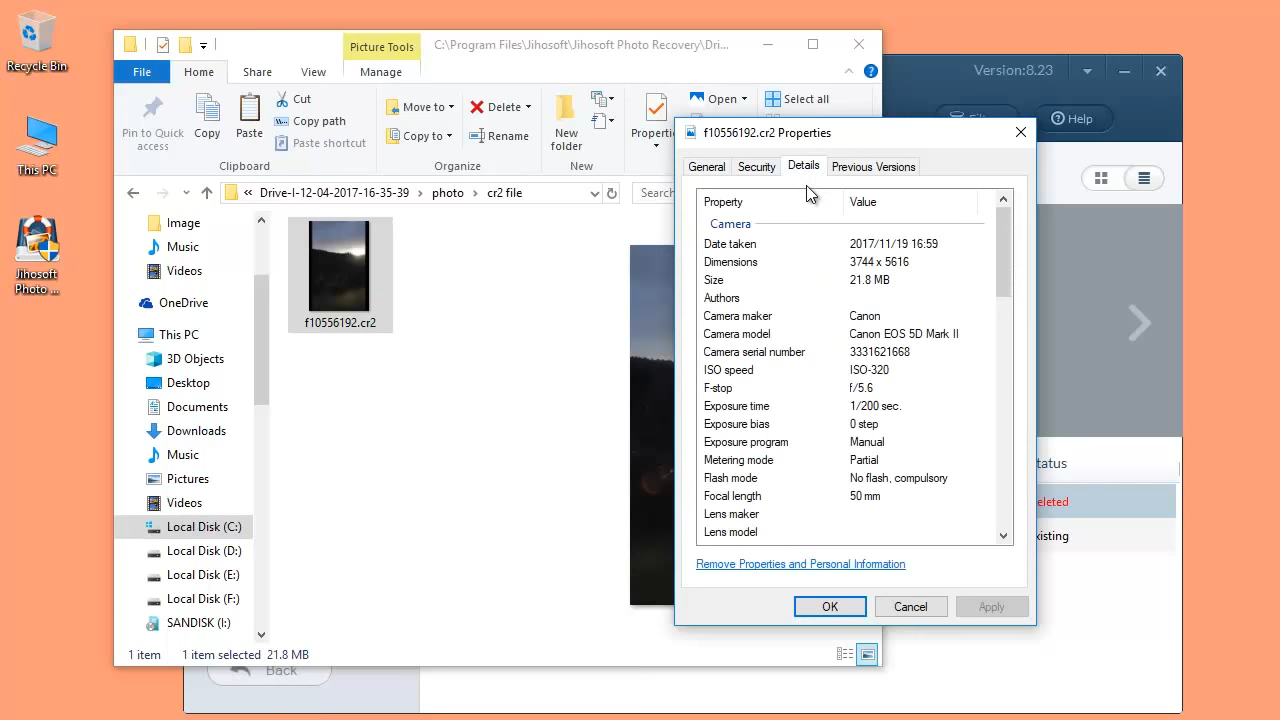 Recycle Bin
This PC
Jihosoft
Photo ...
Picture Tools
C:\Program Files\Jihosoft\Jihosoft Photo Recovery\Dri...
File
Home
Share
View
Manage
Pin to Quick
access
Copy
Paste
Cut
Copy path
Paste shortcut
Clipboard
Move to
Copy to
Delete
Rename
Organize
New
folder
New
Properti
Open
Select all
« Drive-I-12-04-2017-16-35-39
photo
cr2 file
Search
Image
Music
Videos
OneDrive
This PC
3D Objects
Desktop
Documents
Downloads
Music
Pictures
Videos
Local Disk (C:)
Local Disk (D:)
Local Disk (E:)
Local Disk (F:)
SANDISK (I:)
f10556192.cr2
1 item
1 item selected 21.8 MB
f10556192.cr2 Properties
General
Security
Details
Previous Versions
Property Value
Camera
Date taken 2017/11/19 16:59
Dimensions 3744 x 5616
Size 21.8 MB
Authors
Camera maker Canon
Camera model Canon EOS 5D Mark II
Camera serial number 3331621668
ISO speed ISO-320
F-stop f/5.6
Exposure time 1/200 sec.
Exposure bias 0 step
Exposure program Manual
Metering mode Partial
Flash mode No flash, compulsory
Focal length 50 mm
Lens maker
Lens model
Remove Properties and Personal Information
OK
Cancel
Apply
Version:8.23
Help
tatus
eleted
xisting
Back